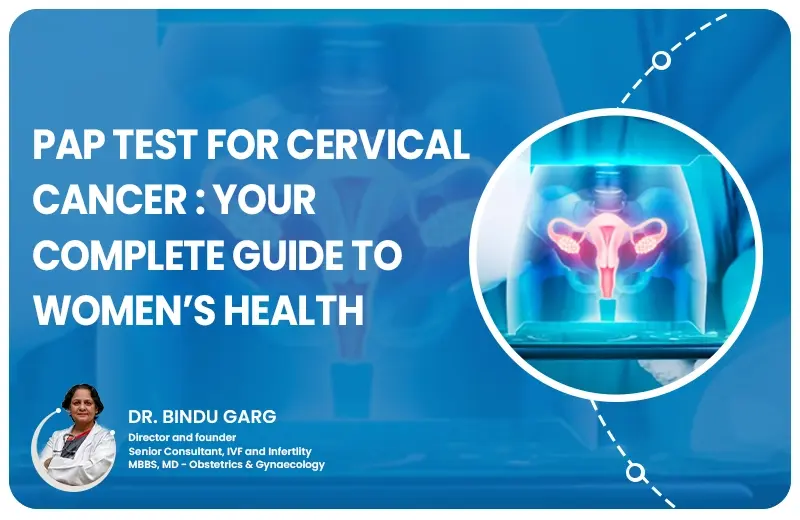 PAP TEST FOR CERVICAL
CANCER : YOUR
COMPLETE GUIDE TO
WOMEN'S HEALTH
DR. BINDU GARG
Director and founder
Senior Consultant, IVF and Infertlity
MBBS, MD - Obstetrics & Gynaecology